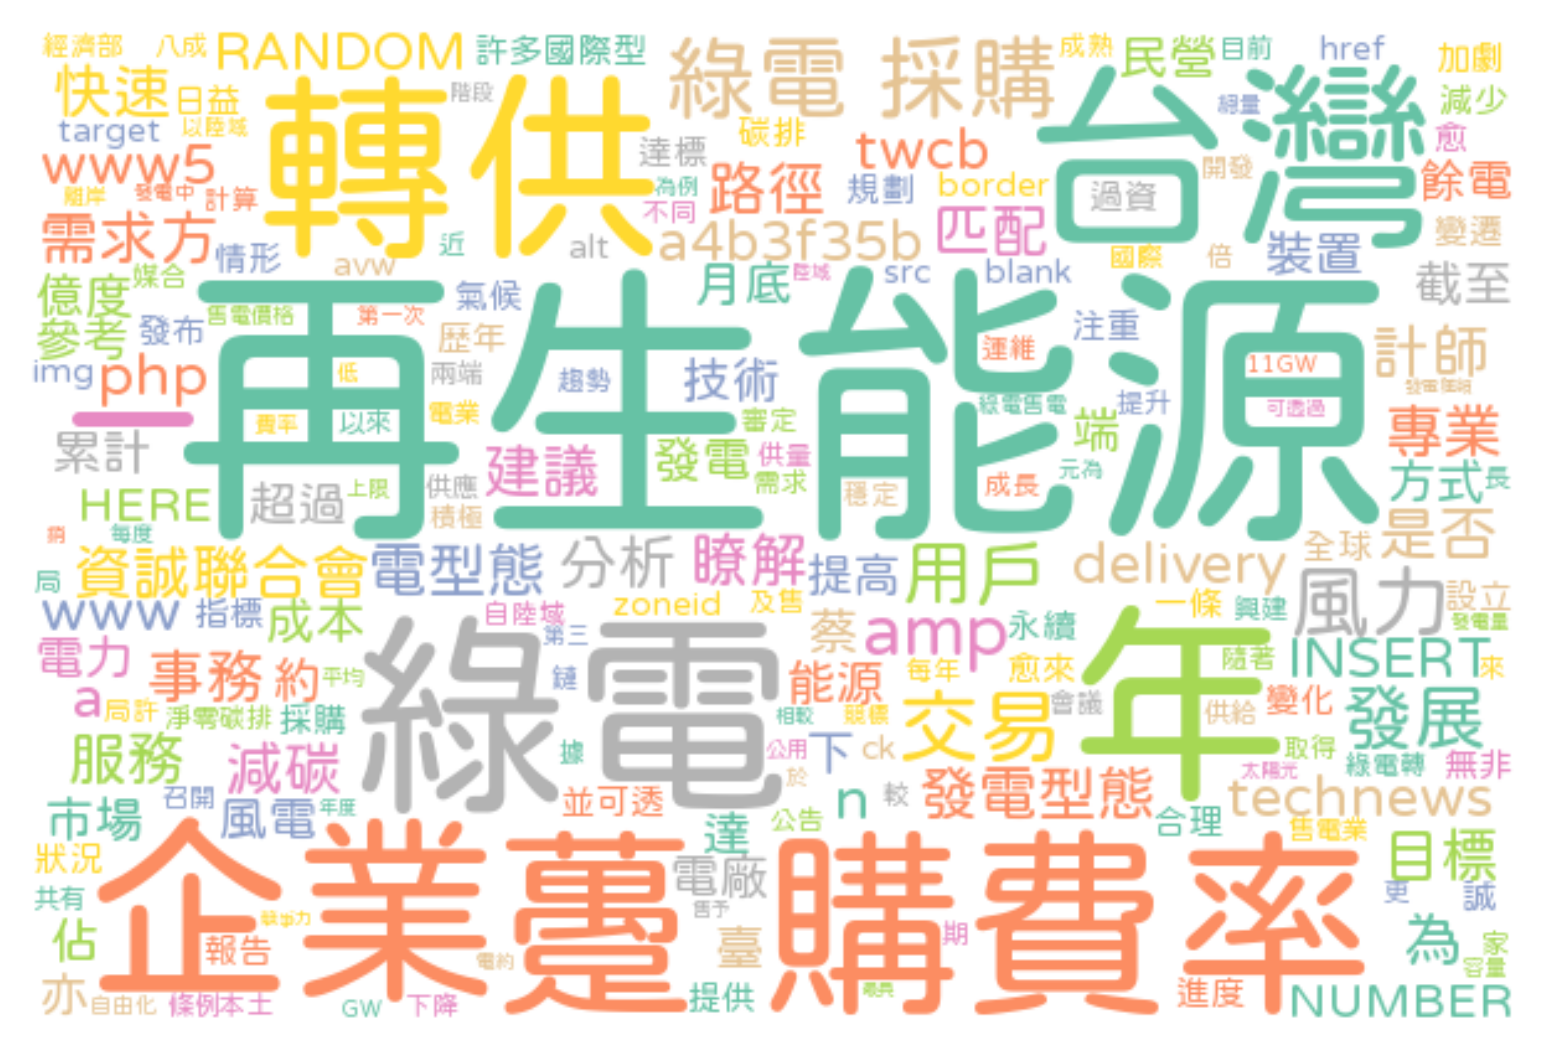 經濟部 八成 RANDOM 許多國際型 綠電 採購 成熟 民營 目前 href 加劇
快速 日益 轉供 階段 台灣 減少
target 以陸域 碳排 愈
www5 達標 twcb 開發
離岸 發電中 計算 為例 路徑 規劃 border 過資 餘電
需求方 不同 a4b3f35b 匹配 變遷
情形 近 alt 國際 倍 裝置
億度 媒合 avw 月底 陸域 src blank 截至
再生能源
參考 發布 售電價格 第一次 氣候 歷年 注重 計師
img php 低 兩端 趨勢 技術 運維 11GW
一 費率 以來 電業 審定 綠電售電 提升 可透過 專業
累計 建議 發電 供量 端
HERE 超過 上限 供應 積極 需求 穩定 成長 元為 方式 長
每度 是否
局 資誠聯合會 電型態 分析 瞭解 提高 用戶 delivery 全球
www 指標 成本 自陸域 zoneid 及售 一條 興建 風力 設立 發電量
第三 蔡 amp 永續 年
電力 事務 約 平均 綠電 能源 每年 愈來 隨著 INSERT 來
a 局許 淨零碳排 採購 鏈 相較 競標 交易 會議 供給 變化 發展
服務 減碳 據 公用 下 ck 取得 綠電轉 無非
召開 於 太陽光
市場 風電 年度 並可透 n 較 發電型態 technews
達 公告 合理 售電業
狀況 企業躉購費率 目標
共有 電廠 售予 更 誠
佔 競爭力 報告 臺 期 為 家
電約 容量
亦 自由化 條例本土 GW 下降 提供 進度 NUMBER